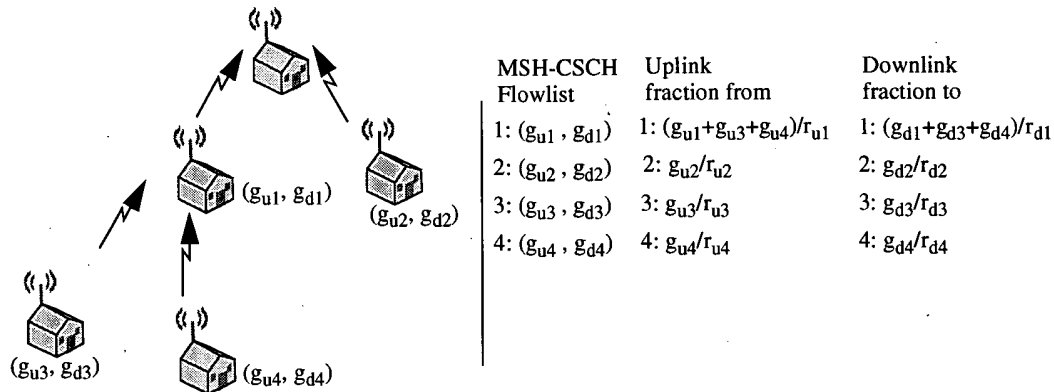 MSH-CSCH Uplink Downlink
Flowlist fraction from fraction to
1: (gu1 , gd1) 1: (gu1+gu3+gu4)/ru1 1: (gd1+gd3+gd4)/rd1
2: (gu2 , gd2) 2: gu2/ru2 2: gd2/rd2
3: (gu3 , gd3) 3: gu3/ru3 3: gd3/rd3
4: (gu4 , gd4) 4: gu4/ru4 4: gd4/rd4
(gu1, gd1)
(gu2, gd2)
(gu3, gd3)
(gu4, gd4)